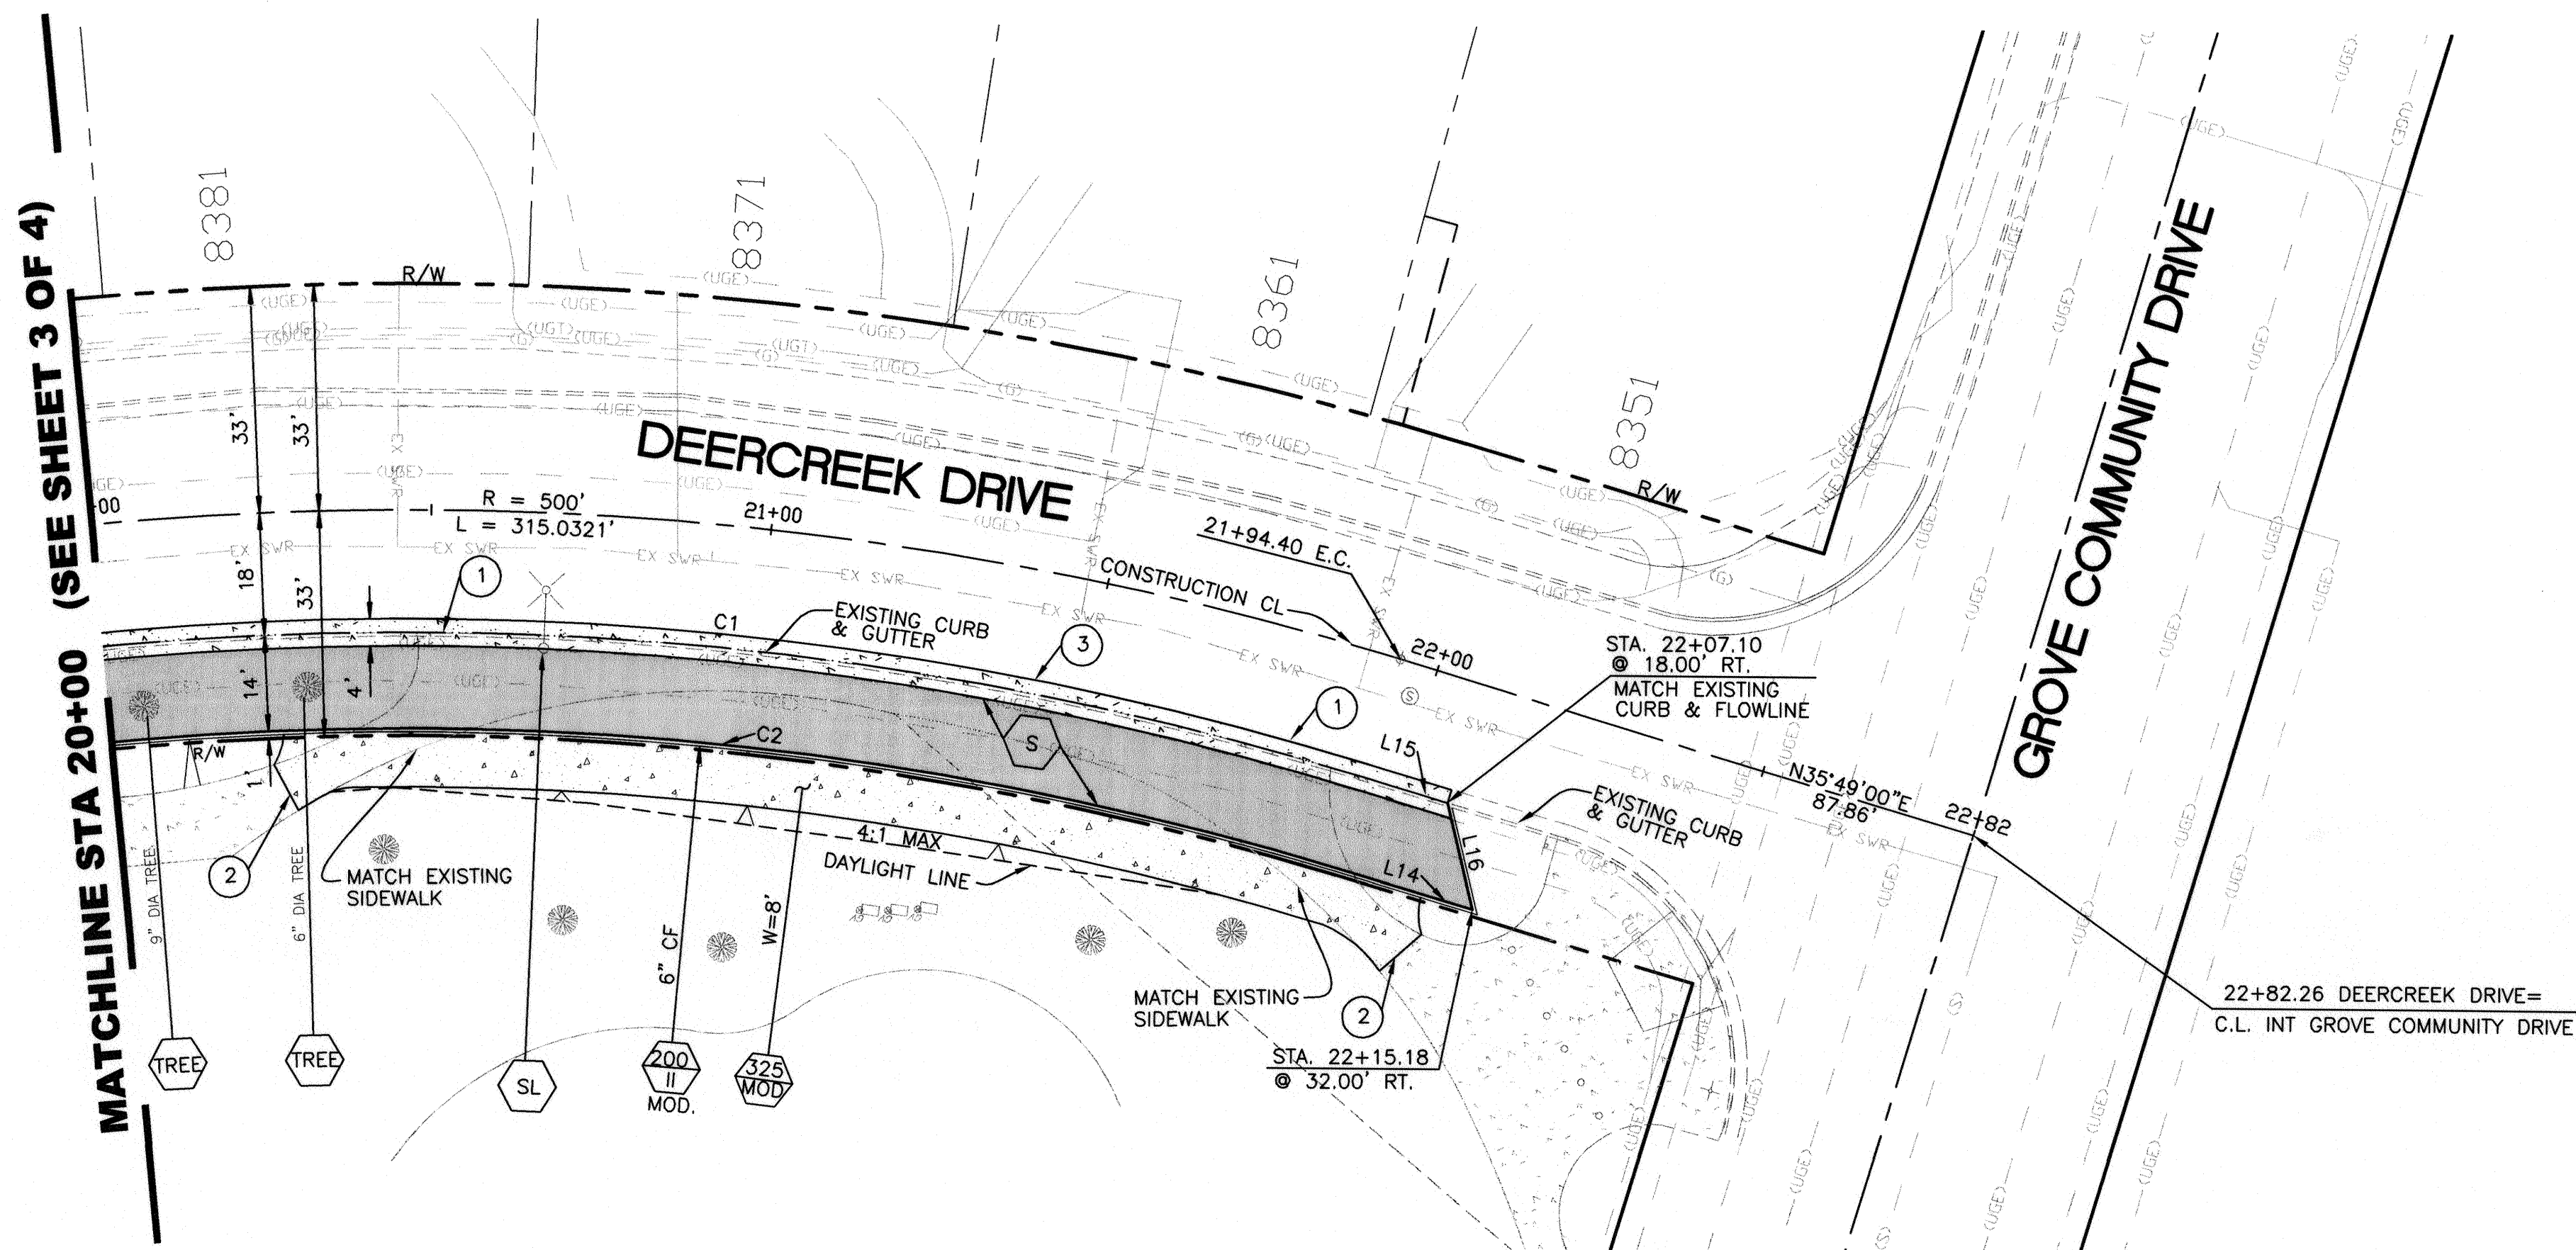 MATCHLINE STA 20+00 (SEE SHEET 3 OF 4)
8381
8371
8361
8351
R/W
33'
33'
18'
33'
14'
4'
1'
R/W
DEERCREEK DRIVE
GROVE COMMUNITY DRIVE
R = 500'
L = 315.0321'
21+00
21+94.40 E.C.
CONSTRUCTION CL
22+00
R/W
STA. 22+07.10
@ 18.00' RT.
MATCH EXISTING
CURB & FLOWLINE
N35°49'00"E
87.86'
22+82
EXISTING CURB
& GUTTER
EXISTING CURB
& GUTTER
1
3
1
C1
C2
S
L15
L16
L14
4:1 MAX
DAYLIGHT LINE
2
MATCH EXISTING
SIDEWALK
9" DIA TREE
6" DIA TREE
6" CF
W=8'
MATCH EXISTING
SIDEWALK
2
STA. 22+15.18
@ 32.00' RT.
22+82.26 DEERCREEK DRIVE=
C.L. INT GROVE COMMUNITY DRIVE
TREE
TREE
SL
200
II
MOD.
325
MOD
(UGE)
(UGT)
(G)
EX SWR
(S)